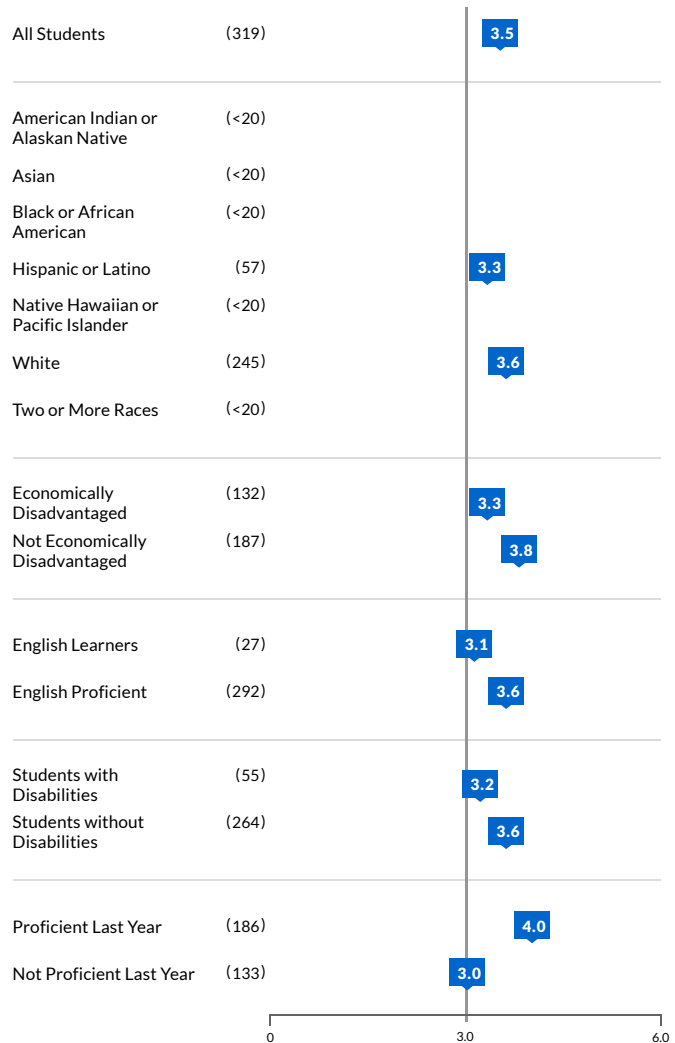 All Students (319) 3.5
American Indian or (<20)
Alaskan Native
Asian (<20)
Black or African (<20)
American
Hispanic or Latino (57) 3.3
Native Hawaiian or (<20)
Pacific Islander
White (245) 3.6
Two or More Races (<20)
Economically (132) 3.3
Disadvantaged
Not Economically (187) 3.8
Disadvantaged
English Learners (27) 3.1
English Proficient (292) 3.6
Students with (55) 3.2
Disabilities
Students without (264) 3.6
Disabilities
Proficient Last Year (186) 4.0
Not Proficient Last Year (133) 3.0
0 3.0 6.0